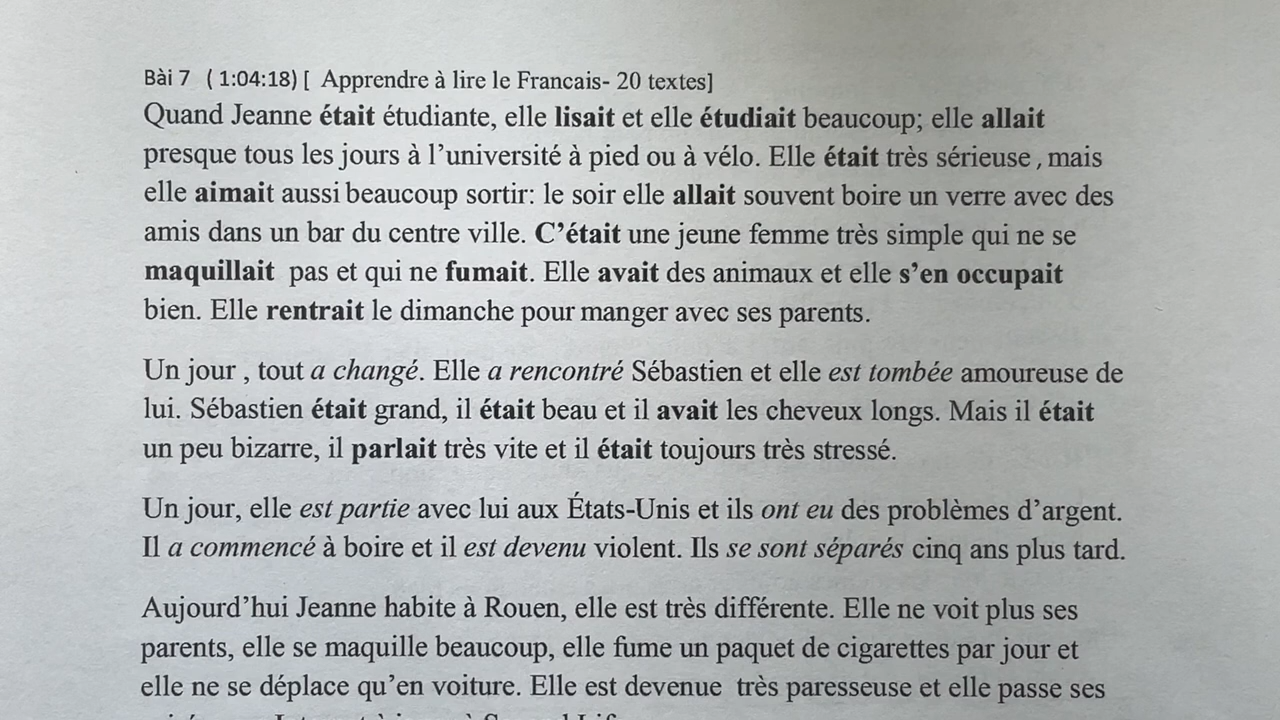 Bài 7 ( 1:04:18) [ Apprendre à lire le Francais- 20 textes]
Quand Jeanne était étudiante, elle lisait et elle étudiait beaucoup; elle allait
presque tous les jours à l’université à pied ou à vélo. Elle était très sérieuse , mais
elle aimait aussi beaucoup sortir: le soir elle allait souvent boire un verre avec des
amis dans un bar du centre ville. C’était une jeune femme très simple qui ne se
maquillait pas et qui ne fumait. Elle avait des animaux et elle s’en occupait
bien. Elle rentrait le dimanche pour manger avec ses parents.
Un jour , tout a changé. Elle a rencontré Sébastien et elle est tombée amoureuse de
lui. Sébastien était grand, il était beau et il avait les cheveux longs. Mais il était
un peu bizarre, il parlait très vite et il était toujours très stressé.
Un jour, elle est partie avec lui aux États-Unis et ils ont eu des problèmes d’argent.
Il a commencé à boire et il est devenu violent. Ils se sont séparés cinq ans plus tard.
Aujourd’hui Jeanne habite à Rouen, elle est très différente. Elle ne voit plus ses
parents, elle se maquille beaucoup, elle fume un paquet de cigarettes par jour et
elle ne se déplace qu’en voiture. Elle est devenue très paresseuse et elle passe ses